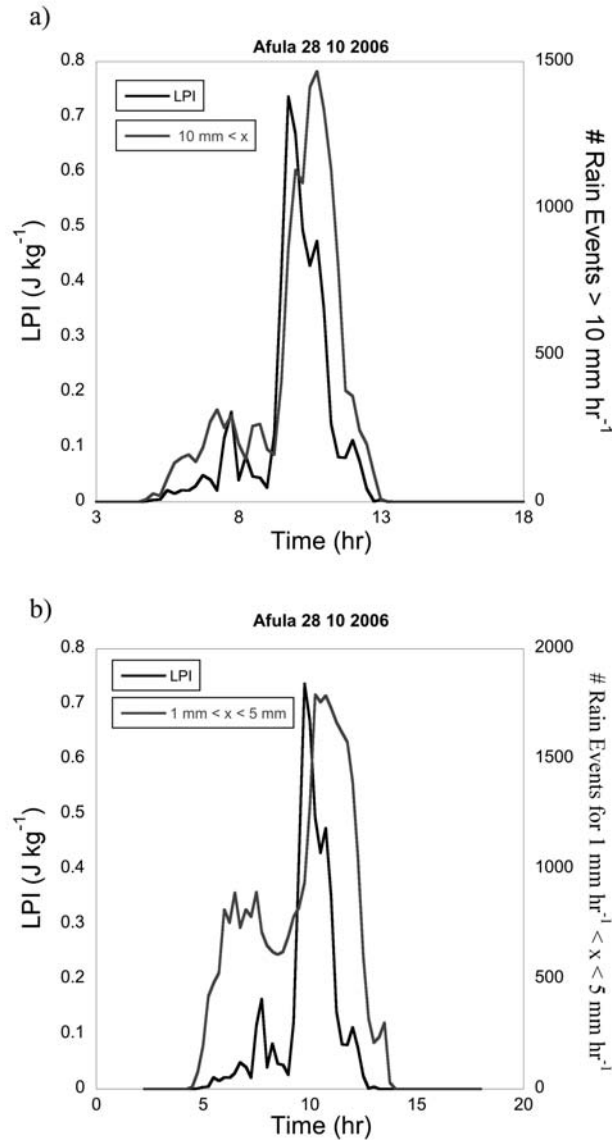 a)
Afula 28 10 2006
LPI
10 mm < x
0.8
0.7
0.6
0.5
0.4
0.3
0.2
0.1
0
LPI (J kg⁻¹)
1500
1000
500
0
# Rain Events > 10 mm hr⁻¹
3 8 13 18
Time (hr)
b)
Afula 28 10 2006
LPI
1 mm < x < 5 mm
0.8
0.7
0.6
0.5
0.4
0.3
0.2
0.1
0
LPI (J kg⁻¹)
2000
1500
1000
500
0
# Rain Events for 1 mm hr⁻¹ < x < 5 mm hr⁻¹
0 5 10 15 20
Time (hr)